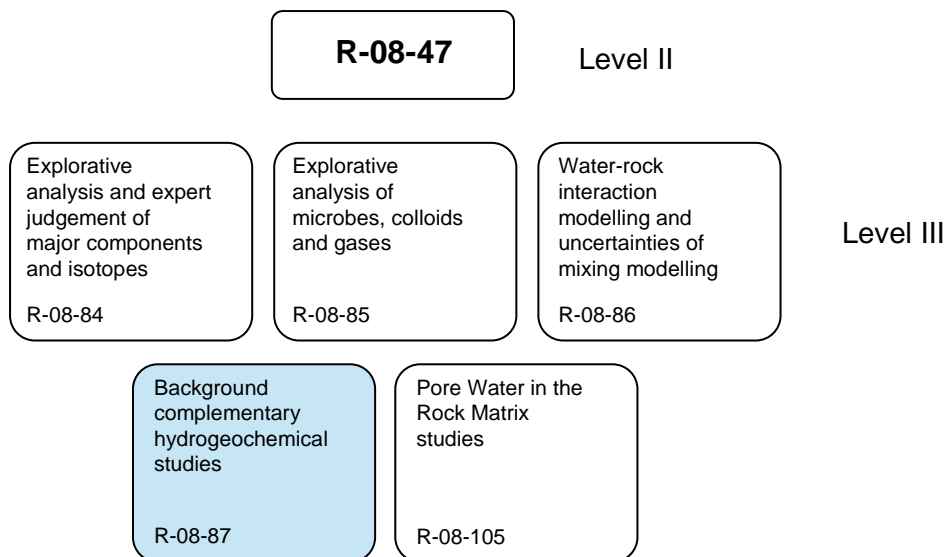 R-08-47
Level II
Explorative
analysis and expert
judgement of
major components
and isotopes
R-08-84
Explorative
analysis of
microbes, colloids
and gases
R-08-85
Water-rock
interaction
modelling and
uncertainties of
mixing modelling
R-08-86
Level III
Background
complementary
hydrogeochemical
studies
R-08-87
Pore Water in the
Rock Matrix
studies
R-08-105